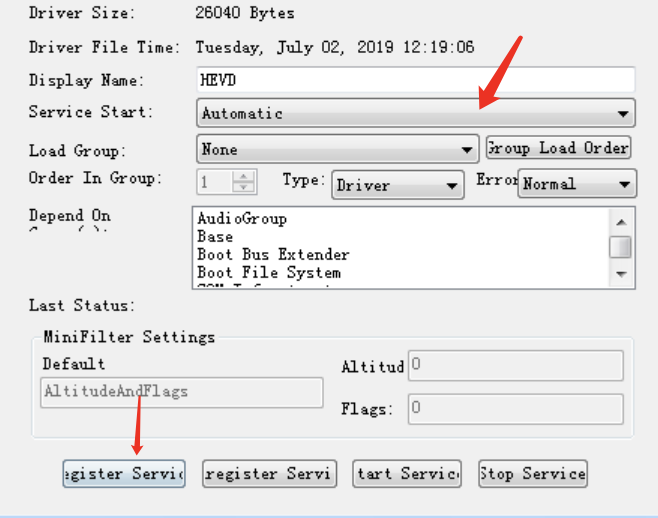 Driver Size: 26040 Bytes
Driver File Time: Tuesday, July 02, 2019 12:19:06
Display Name: HEVD
Service Start: Automatic
Load Group: None Group Load Order
Order In Group: 1 Type: Driver Error Normal
Depend On AudioGroup
Base
Boot Bus Extender
Boot File System
Last Status:
MiniFilter Settings
Default Altitud 0
AltitudeAndFlags
Flags: 0
egister Servic register Servi tart Servic Stop Service